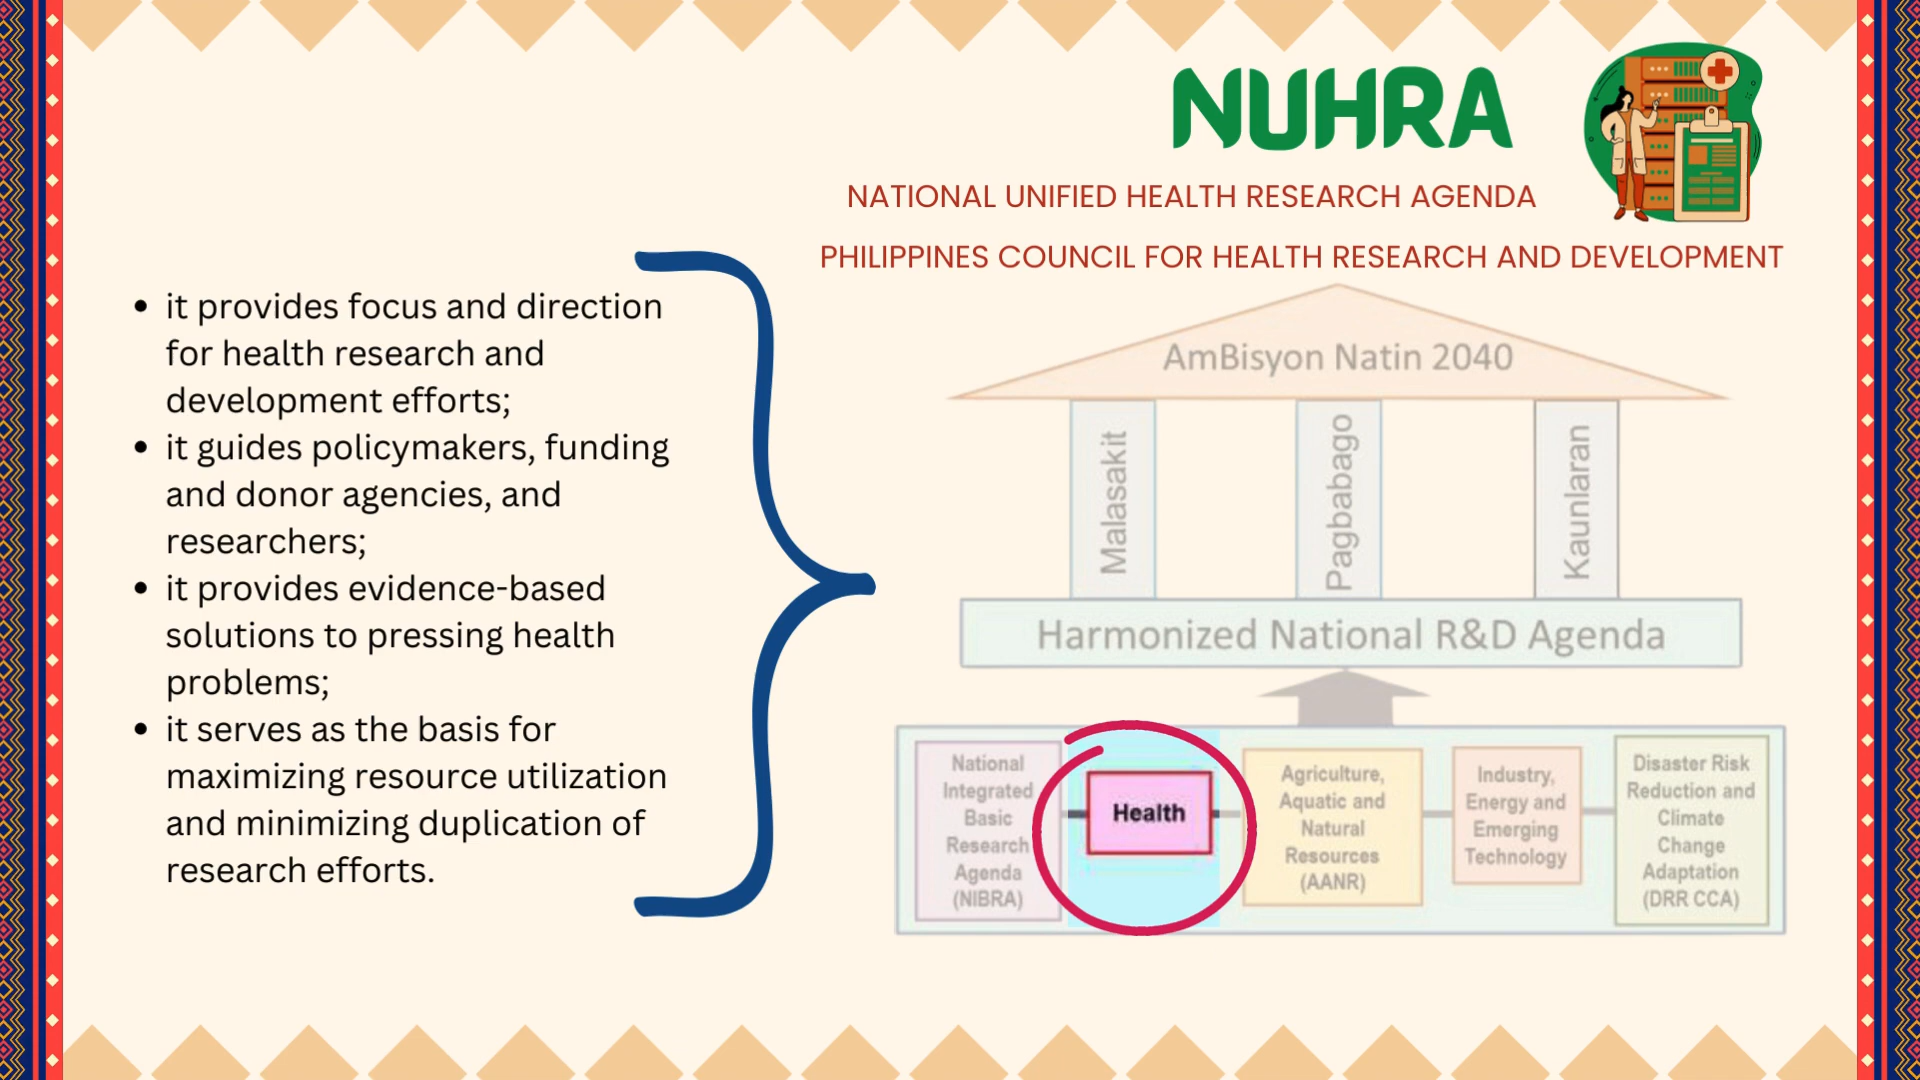 NUHRA
NATIONAL UNIFIED HEALTH RESEARCH AGENDA
PHILIPPINES COUNCIL FOR HEALTH RESEARCH AND DEVELOPMENT
• it provides focus and direction
for health research and
development efforts;
• it guides policymakers, funding
and donor agencies, and
researchers;
• it provides evidence-based
solutions to pressing health
problems;
• it serves as the basis for
maximizing resource utilization
and minimizing duplication of
research efforts.
AmBisyon Natin 2040
Malasakit
Pagbabago
Kaunlaran
Harmonized National R&D Agenda
National
Integrated
Basic
Research
Agenda
(NIBRA)
Health
Agriculture,
Aquatic and
Natural
Resources
(AANR)
Industry,
Energy and
Emerging
Technology
Disaster Risk
Reduction and
Climate
Change
Adaptation
(DRR CCA)